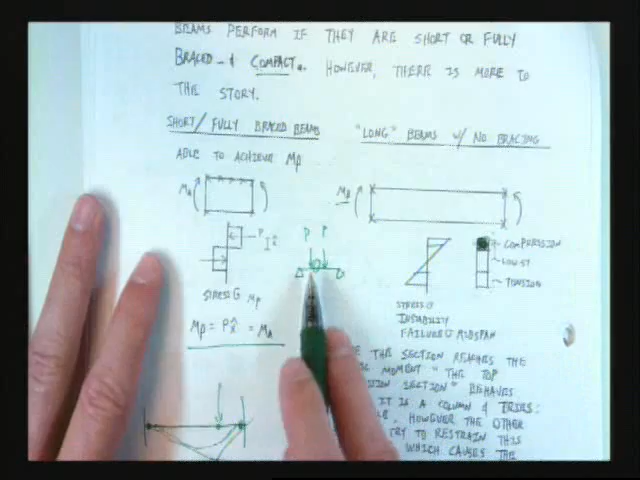 BEAMS PERFORM IF THEY ARE SHORT OR FULLY
BRACED - & COMPACT. HOWEVER, THERE IS MORE TO
THE STORY.
SHORT/FULLY BRACED BEAMS
ABLE TO ACHIEVE Mp
MA
P
STRESS G Mp
Mp = = MA
P P
"LONG" BEAMS W/ NO BRACING
MB
COMPRESSION
TENSION
STRESS G
INSTABILITY
FAILURE @ MIDSPAN
THE SECTION REACHES THE
MOMENT "THE TOP
SECTION" BEHAVES
IT IS A COLUMN & TRIES
HOWEVER THE OTHER
TRY TO RESTRAIN THIS
WHICH CAUSES THE